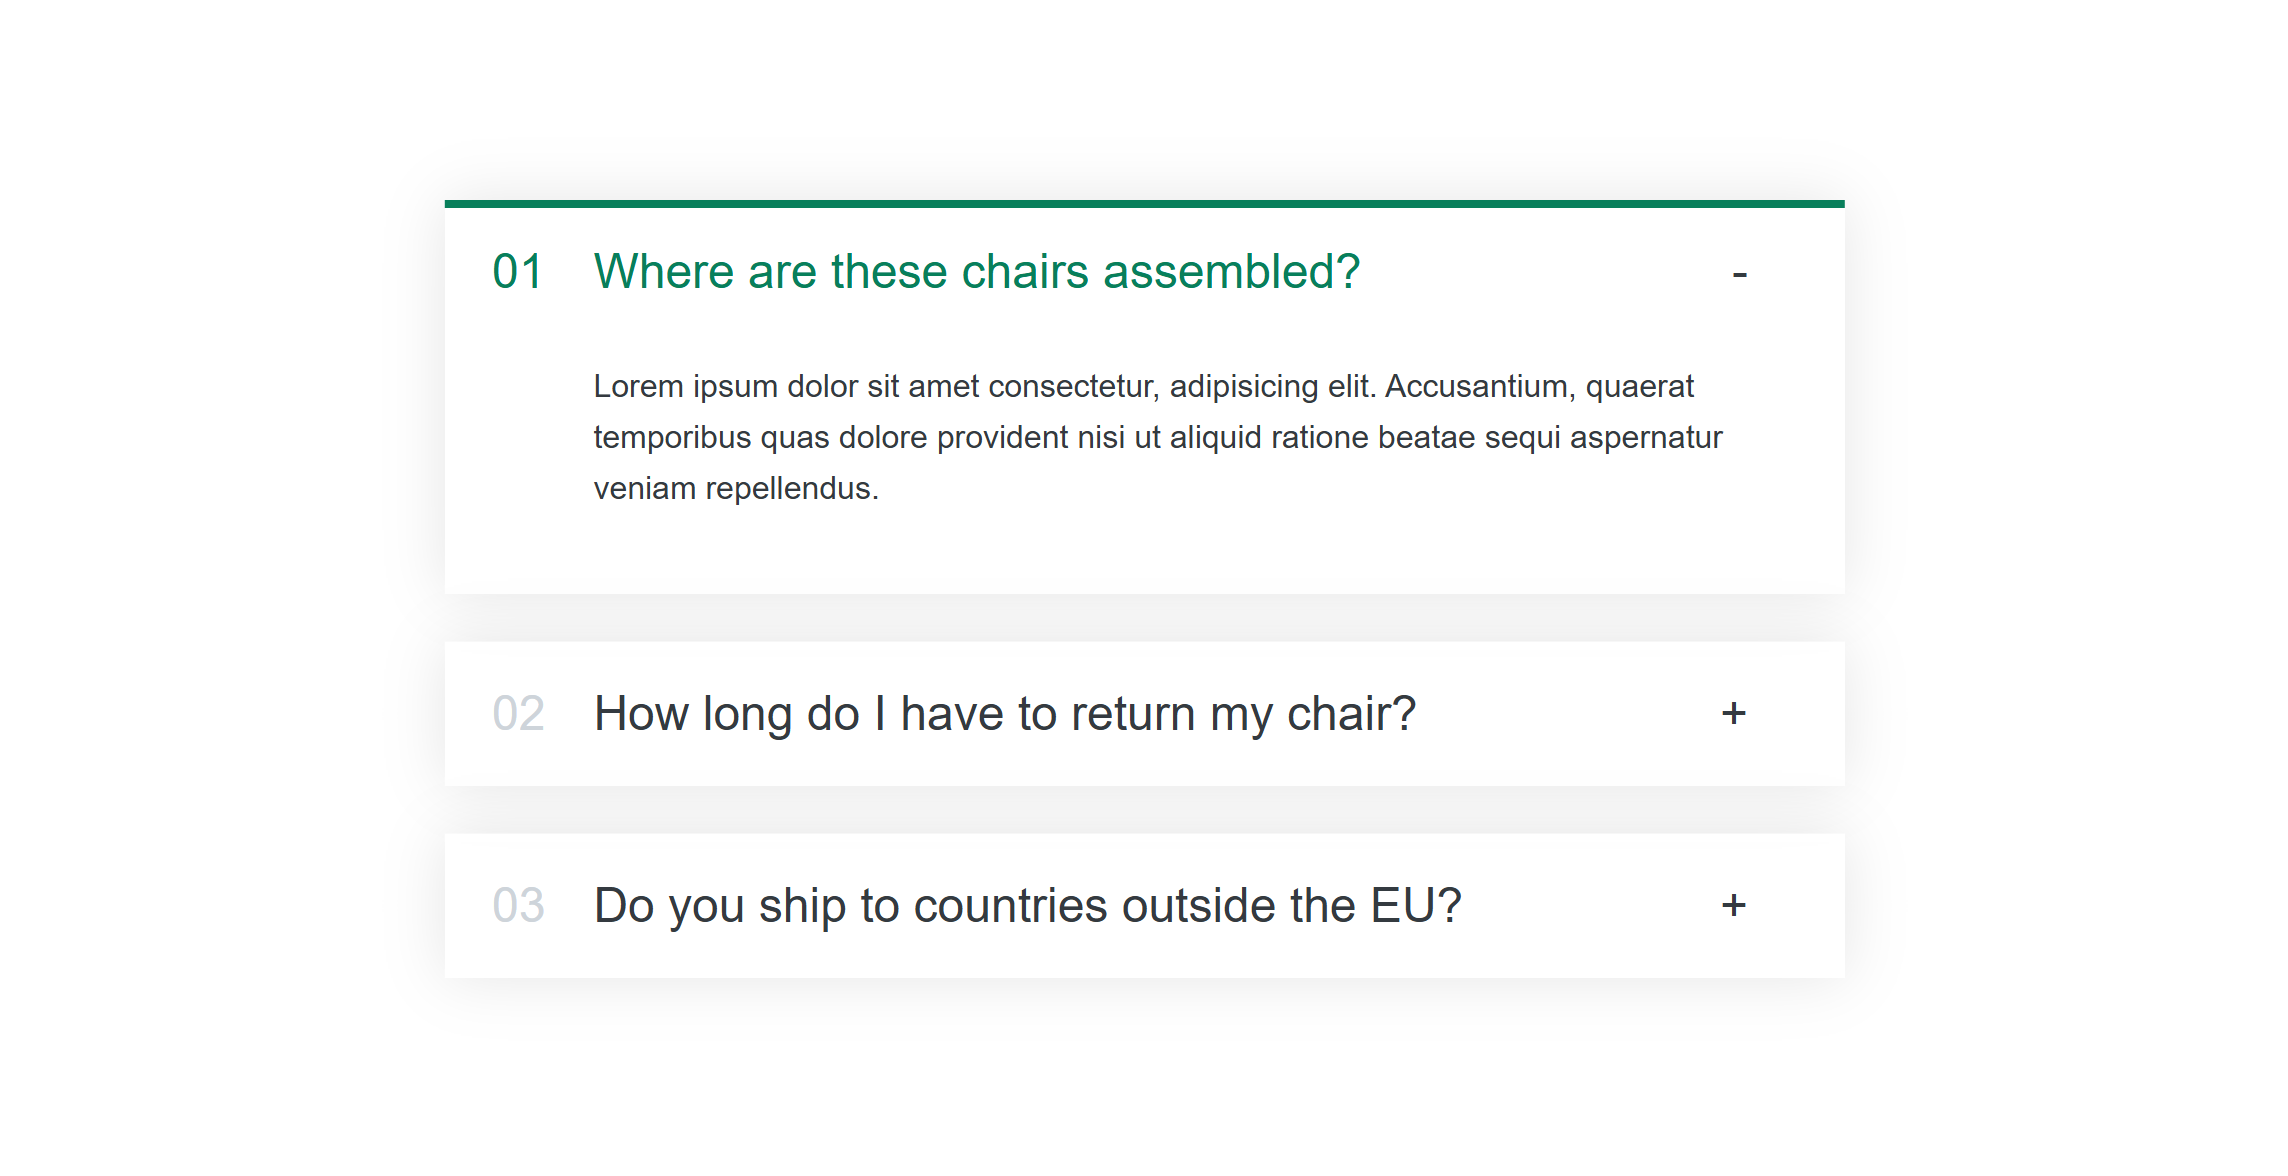 01 Where are these chairs assembled? -
Lorem ipsum dolor sit amet consectetur, adipisicing elit. Accusantium, quaerat
temporibus quas dolore provident nisi ut aliquid ratione beatae sequi aspernatur
veniam repellendus.
02 How long do I have to return my chair? +
03 Do you ship to countries outside the EU? +